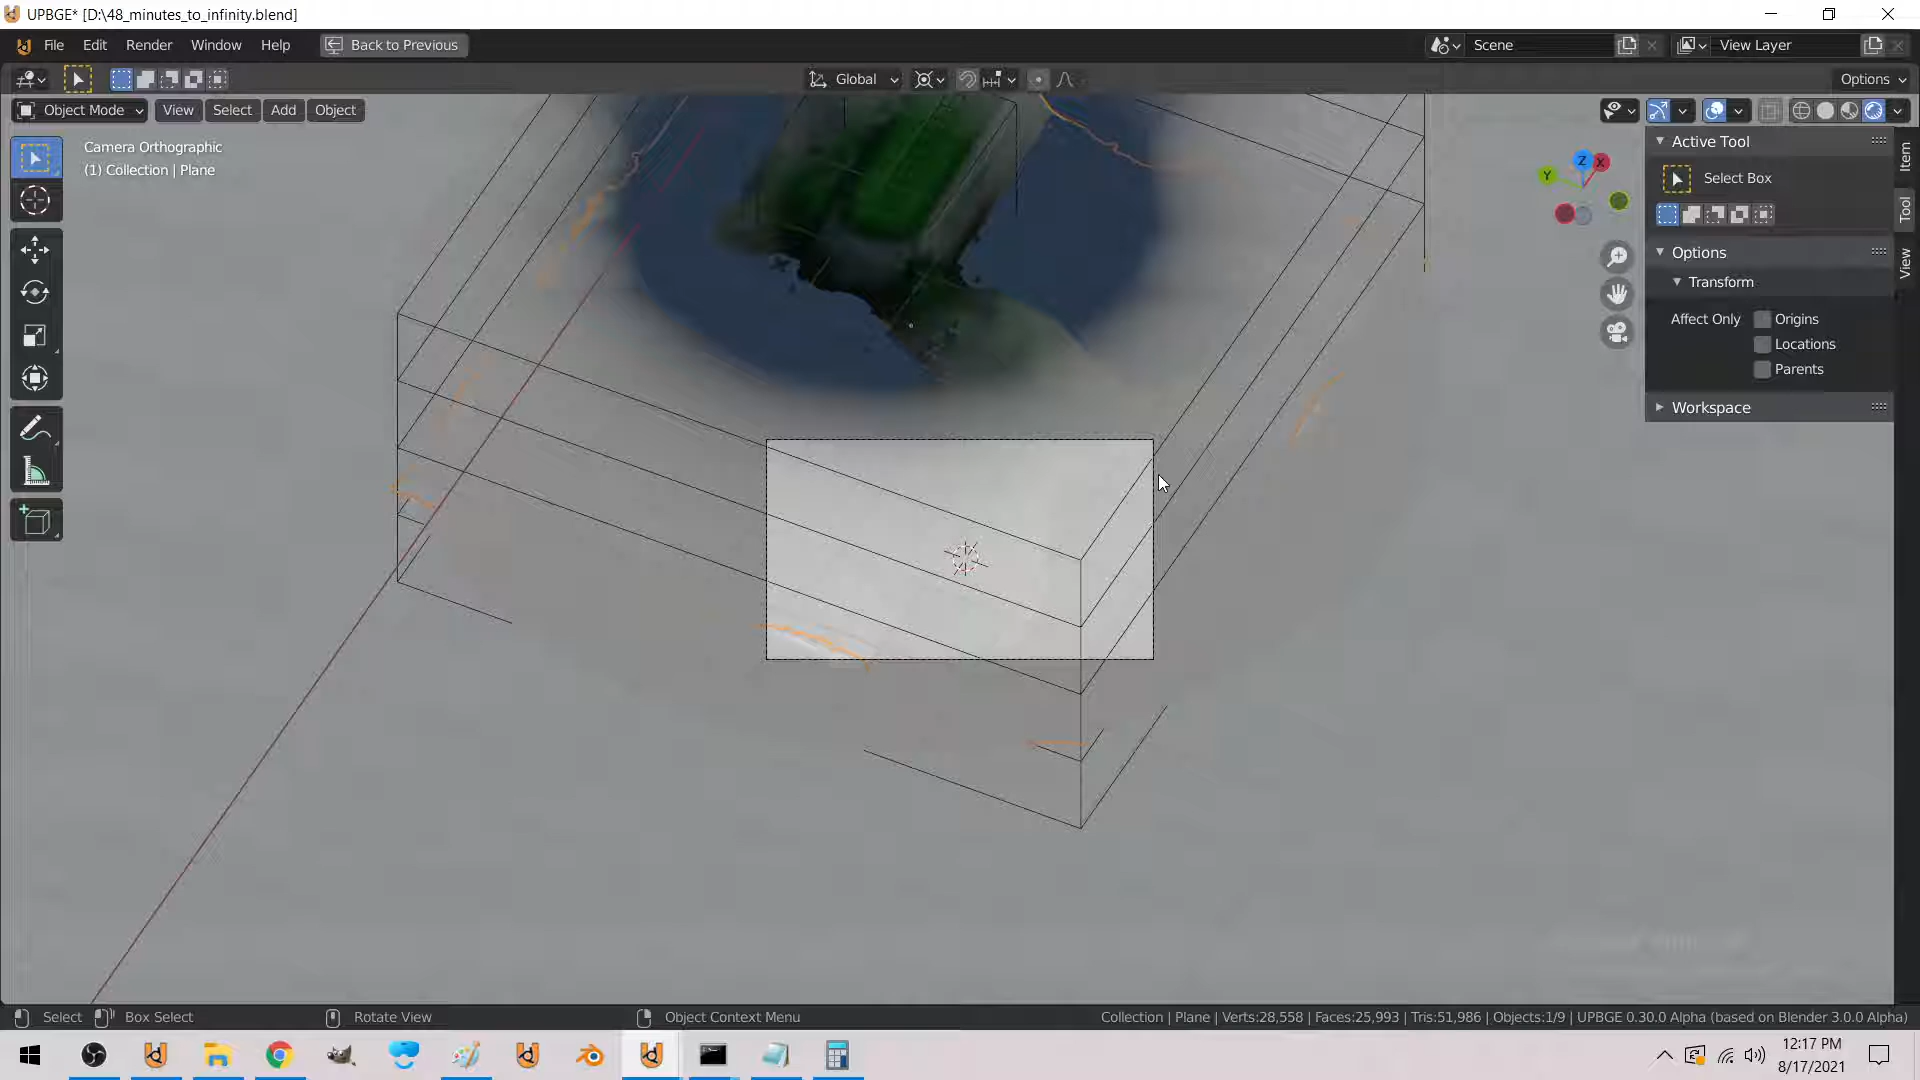 UPBGE* [D:\48_minutes_to_infinity.blend]
File Edit Render Window Help Back to Previous Scene View Layer
Global Options
Object Mode View Select Add Object
Camera Orthographic
(1) Collection | Plane
Z X Y
Active Tool
Select Box
Options
Transform
Affect Only Origins
Locations
Parents
Workspace
Item
Tool
View
Select Box Select Rotate View Object Context Menu Collection | Plane | Verts:28,558 | Faces:25,993 | Tris:51,986 | Objects:1/9 | UPBGE 0.30.0 Alpha (based on Blender 3.0.0 Alpha)
12:17 PM
8/17/2021